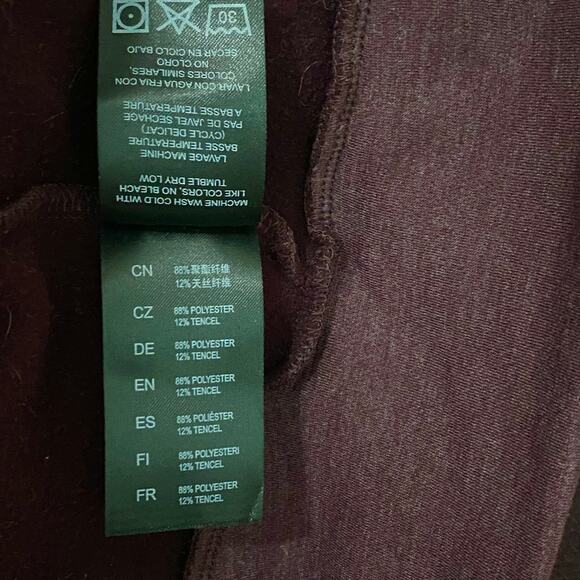 30
MACHINE WASH COLD WITH
LIKE COLORS, NO BLEACH
TUMBLE DRY LOW
LAVAGE MACHINE
BASSE TEMPERATURE
(CYCLE DELICAT)
PAS DE JAVEL SECHAGE
A BASSE TEMPERATURE
LAVAR CON AGUA FRIA CON
COLORES SIMILARES,
NO CLORO
SECAR EN CICLO BAJO
CN 88%聚酯纤维
12%天丝纤维
CZ 88% POLYESTER
12% TENCEL
DE 88% POLYESTER
12% TENCEL
EN 88% POLYESTER
12% TENCEL
ES 88% POLIÉSTER
12% TENCEL
FI 88% POLYESTERI
12% TENCEL
FR 88% POLYESTER
12% TENCEL